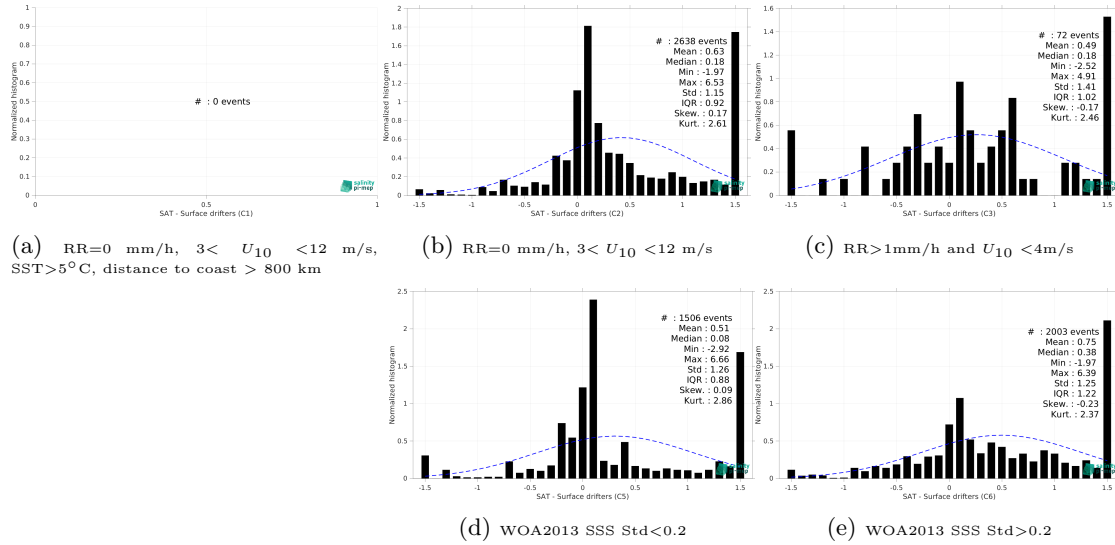 1
0.9
0.8
0.7
0.6
0.5
0.4
0.3
0.2
0.1
0
Normalized histogram
# : 0 events
salinity
pi-mep
0
0.5
1
SAT - Surface drifters (C1)
(a) RR=0 mm/h, 3< U10 <12 m/s,
SST>5°C, distance to coast > 800 km
2
1.8
1.6
1.4
1.2
1
0.8
0.6
0.4
0.2
0
Normalized histogram
# : 2638 events
Mean : 0.63
Median : 0.18
Min : -1.97
Max : 6.53
Std : 1.15
IQR : 0.92
Skew. : 0.17
Kurt. : 2.61
salinity
pi-mep
-1.5
-1
-0.5
0
0.5
1
1.5
SAT - Surface drifters (C2)
(b) RR=0 mm/h, 3< U10 <12 m/s
1.6
1.4
1.2
1
0.8
0.6
0.4
0.2
0
Normalized histogram
# : 72 events
Mean : 0.49
Median : 0.18
Min : -2.52
Max : 4.91
Std : 1.41
IQR : 1.02
Skew. : -0.17
Kurt. : 2.46
salinity
pi-mep
-1.5
-1
-0.5
0
0.5
1
1.5
SAT - Surface drifters (C3)
(c) RR>1mm/h and U10 <4m/s
2.5
2
1.5
1
0.5
0
Normalized histogram
# : 1506 events
Mean : 0.51
Median : 0.08
Min : -2.92
Max : 6.66
Std : 1.26
IQR : 0.88
Skew. : 0.09
Kurt. : 2.86
salinity
pi-mep
-1.5
-1
-0.5
0
0.5
1
1.5
SAT - Surface drifters (C5)
(d) WOA2013 SSS Std<0.2
2.5
2
1.5
1
0.5
0
Normalized histogram
# : 2003 events
Mean : 0.75
Median : 0.38
Min : -1.97
Max : 6.39
Std : 1.25
IQR : 1.22
Skew. : -0.23
Kurt. : 2.37
salinity
pi-mep
-1.5
-1
-0.5
0
0.5
1
1.5
SAT - Surface drifters (C6)
(e) WOA2013 SSS Std>0.2